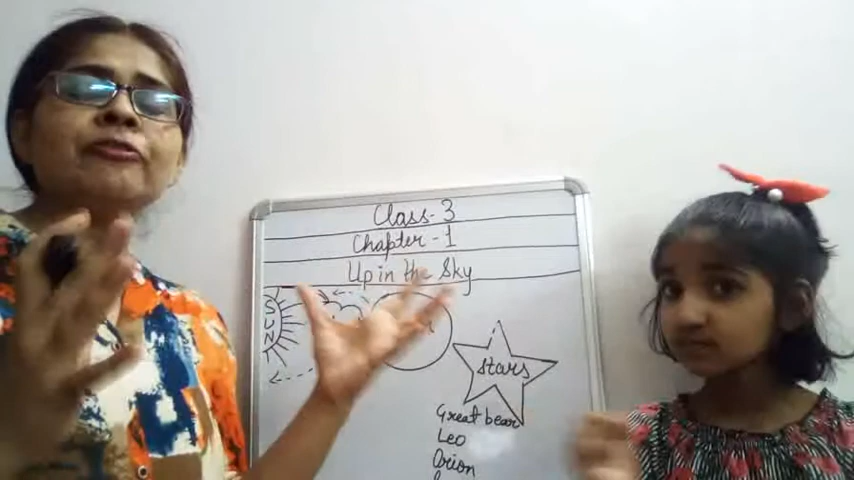 Class-3
Chapter-1
Up in the Sky
SUN
Stars
Great bear
Leo
Orion